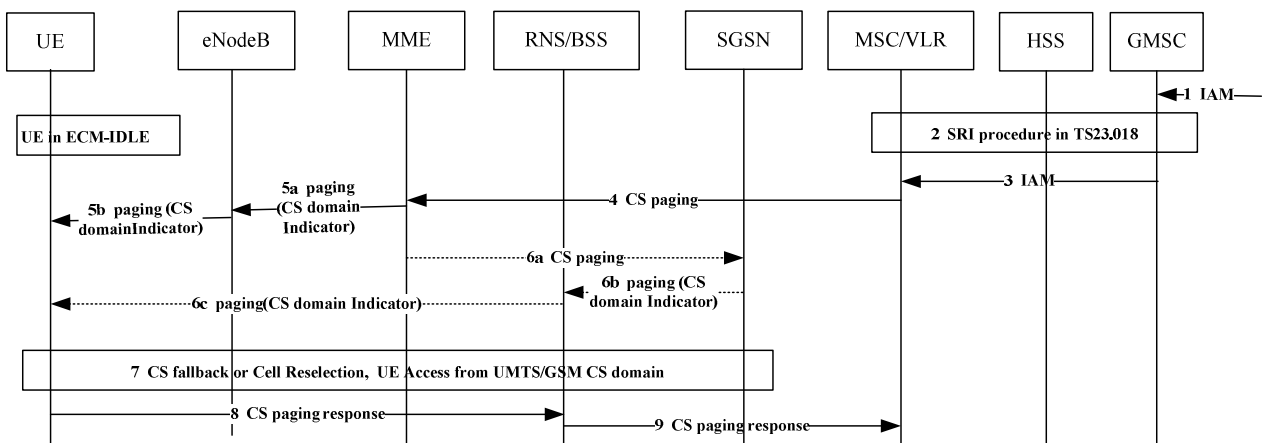 UE
eNodeB
MME
RNS/BSS
SGSN
MSC/VLR
HSS
GMSC
1 IAM
UE in ECM-IDLE
2 SRI procedure in TS23.018
3 IAM
4 CS paging
5a paging
(CS domain
Indicator)
5b paging (CS
domainIndicator)
6a CS paging
6b paging (CS
domain Indicator)
6c paging(CS domain Indicator)
7 CS fallback or Cell Reselection, UE Access from UMTS/GSM CS domain
8 CS paging response
9 CS paging response